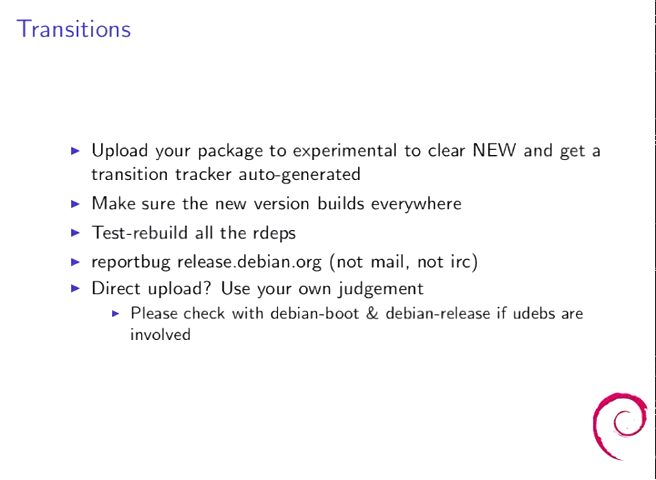 Transitions
Upload your package to experimental to clear NEW and get a
transition tracker auto-generated
Make sure the new version builds everywhere
Test-rebuild all the rdeps
reportbug release.debian.org (not mail, not irc)
Direct upload? Use your own judgement
Please check with debian-boot & debian-release if udebs are
involved